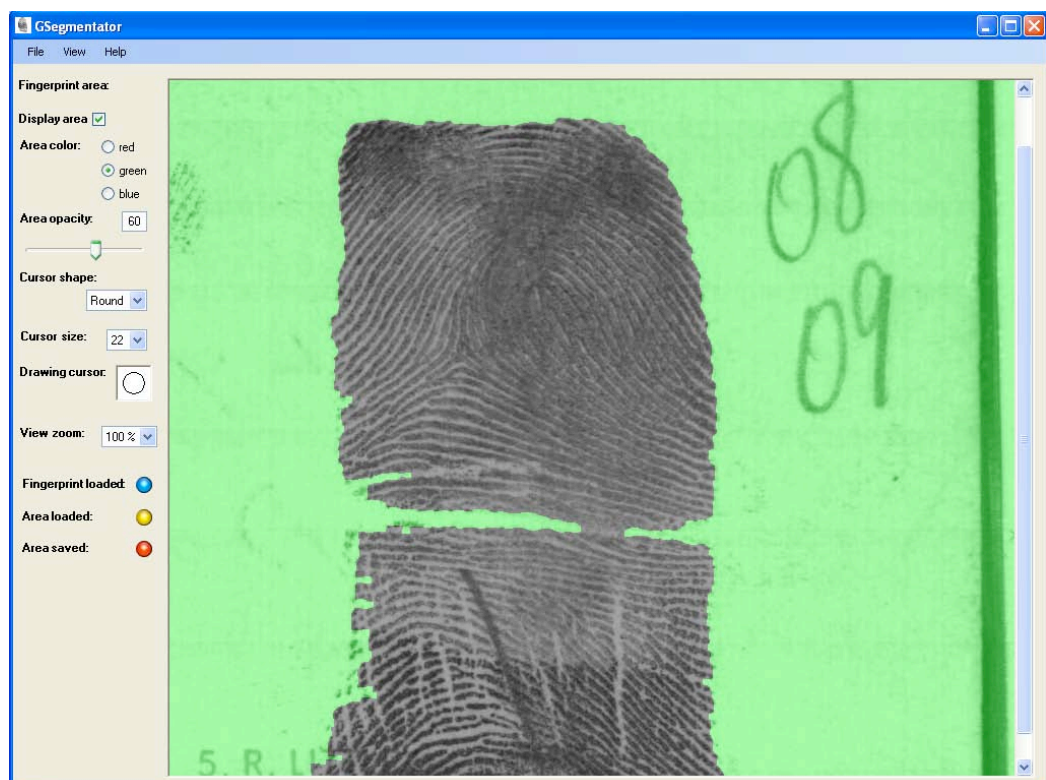 GSegmentator
File View Help
Fingerprint area:
Display area
Area color: red
green
blue
Area opacity: 60
Cursor shape:
Round
Cursor size: 22
Drawing cursor:
View zoom: 100 %
Fingerprint loaded:
Area loaded:
Area saved:
08
09
5. R. LI